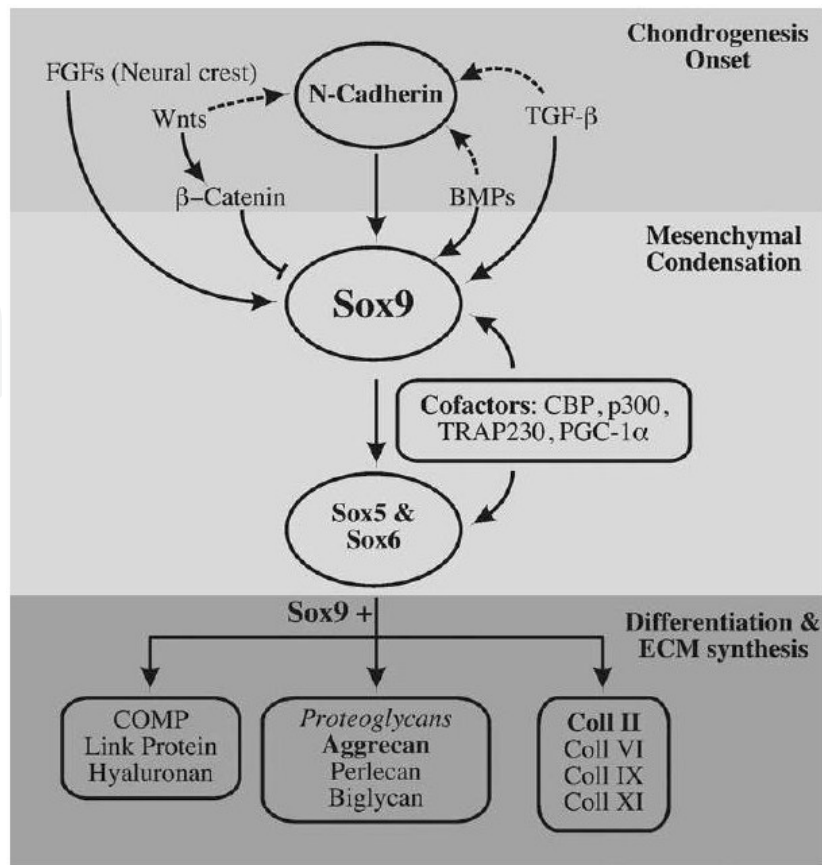 Chondrogenesis
Onset
FGFs (Neural crest)
N-Cadherin
Wnts
TGF-β
β-Catenin
BMPs
Mesenchymal
Condensation
Sox9
Cofactors: CBP, p300,
TRAP230, PGC-1α
Sox5 &
Sox6
Sox9 +
Differentiation &
ECM synthesis
COMP
Link Protein
Hyaluronan
Proteoglycans
Aggrecan
Perlecan
Biglycan
Coll II
Coll VI
Coll IX
Coll XI